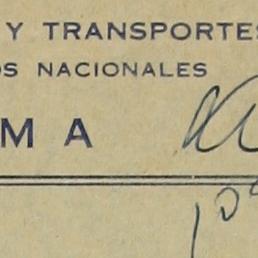 Y TRANSPORTES
OS NACIONALES
M A